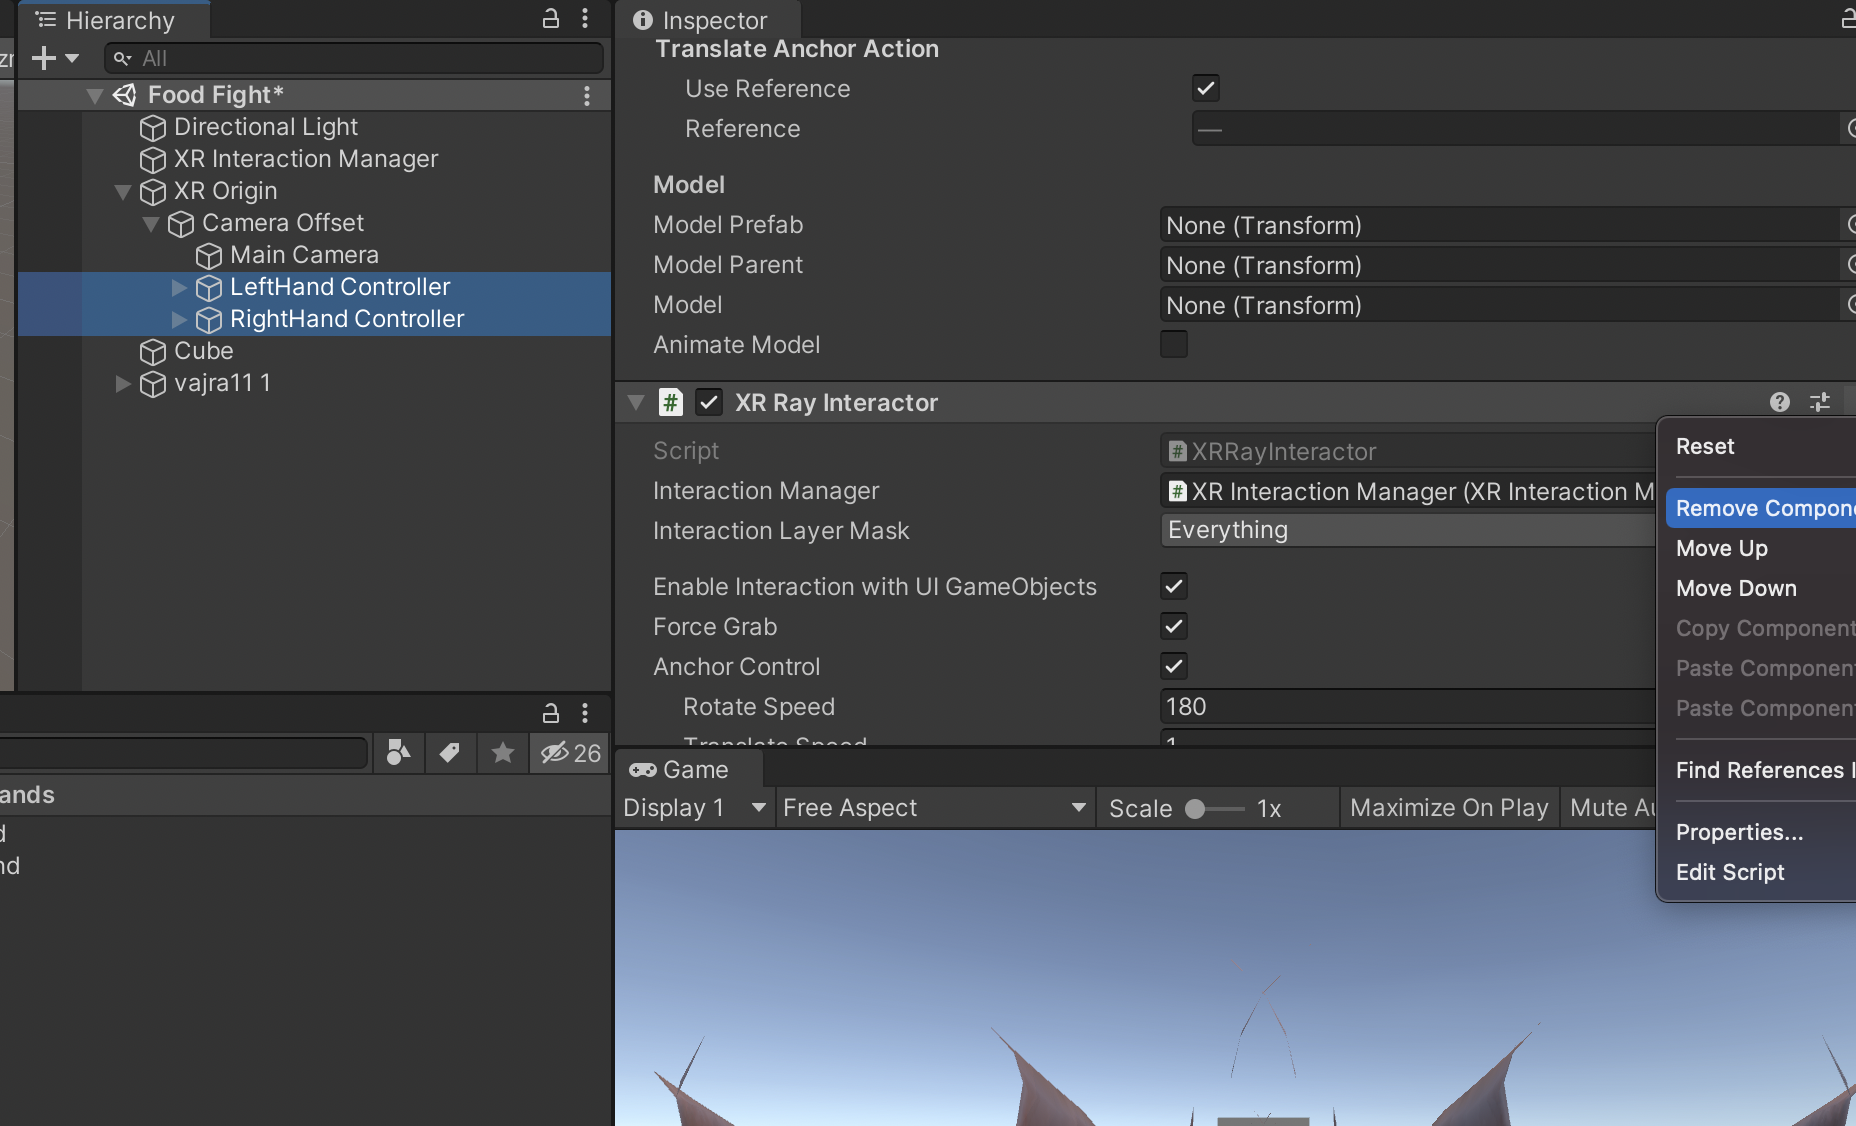 Hierarchy
All
Food Fight*
Directional Light
XR Interaction Manager
XR Origin
Camera Offset
Main Camera
LeftHand Controller
RightHand Controller
Cube
vajra11 1
26
ands
d
nd
Inspector
Translate Anchor Action
Use Reference
Reference —
Model
Model Prefab None (Transform)
Model Parent None (Transform)
Model None (Transform)
Animate Model
# XR Ray Interactor
Script # XRRayInteractor
Interaction Manager # XR Interaction Manager (XR Interaction M
Interaction Layer Mask Everything
Enable Interaction with UI GameObjects
Force Grab
Anchor Control
Rotate Speed 180
Translate Speed 1
Reset
Remove Compone
Move Up
Move Down
Copy Component
Paste Component
Paste Component
Find References I
Properties...
Edit Script
Game
Display 1 Free Aspect Scale 1x Maximize On Play Mute Au